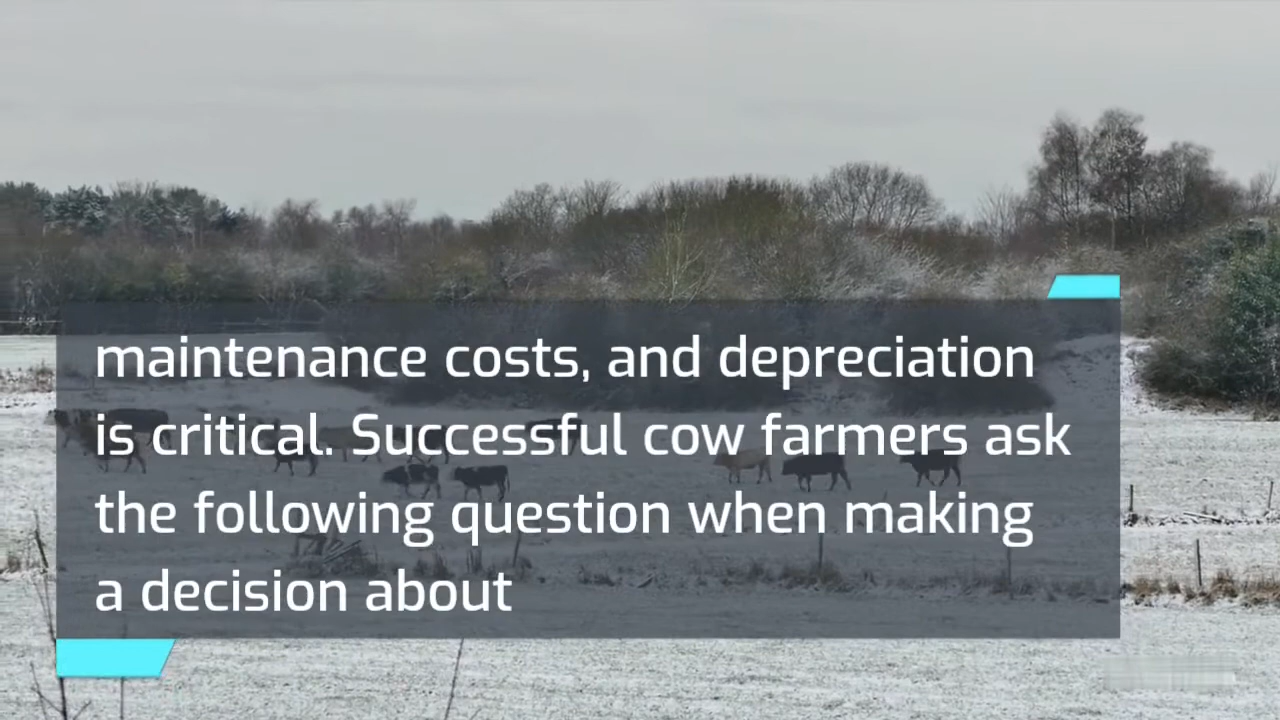 maintenance costs, and depreciation
is critical. Successful cow farmers ask
the following question when making
a decision about